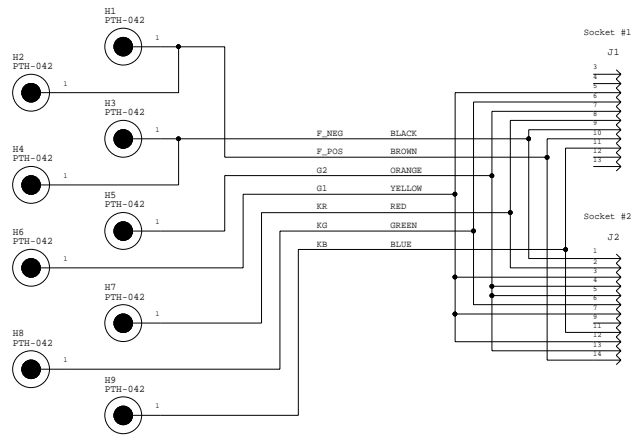 H1
PTH-042
1
H2
PTH-042
1
H3
PTH-042
1
H4
PTH-042
1
H5
PTH-042
1
H6
PTH-042
1
H7
PTH-042
1
H8
PTH-042
1
H9
PTH-042
1
F_NEG BLACK
F_POS BROWN
G2 ORANGE
G1 YELLOW
KR RED
KG GREEN
KB BLUE
Socket #1
J1
3
4
5
6
7
8
9
10
11
12
13
Socket #2
J2
1
2
3
4
5
6
7
9
11
12
13
14